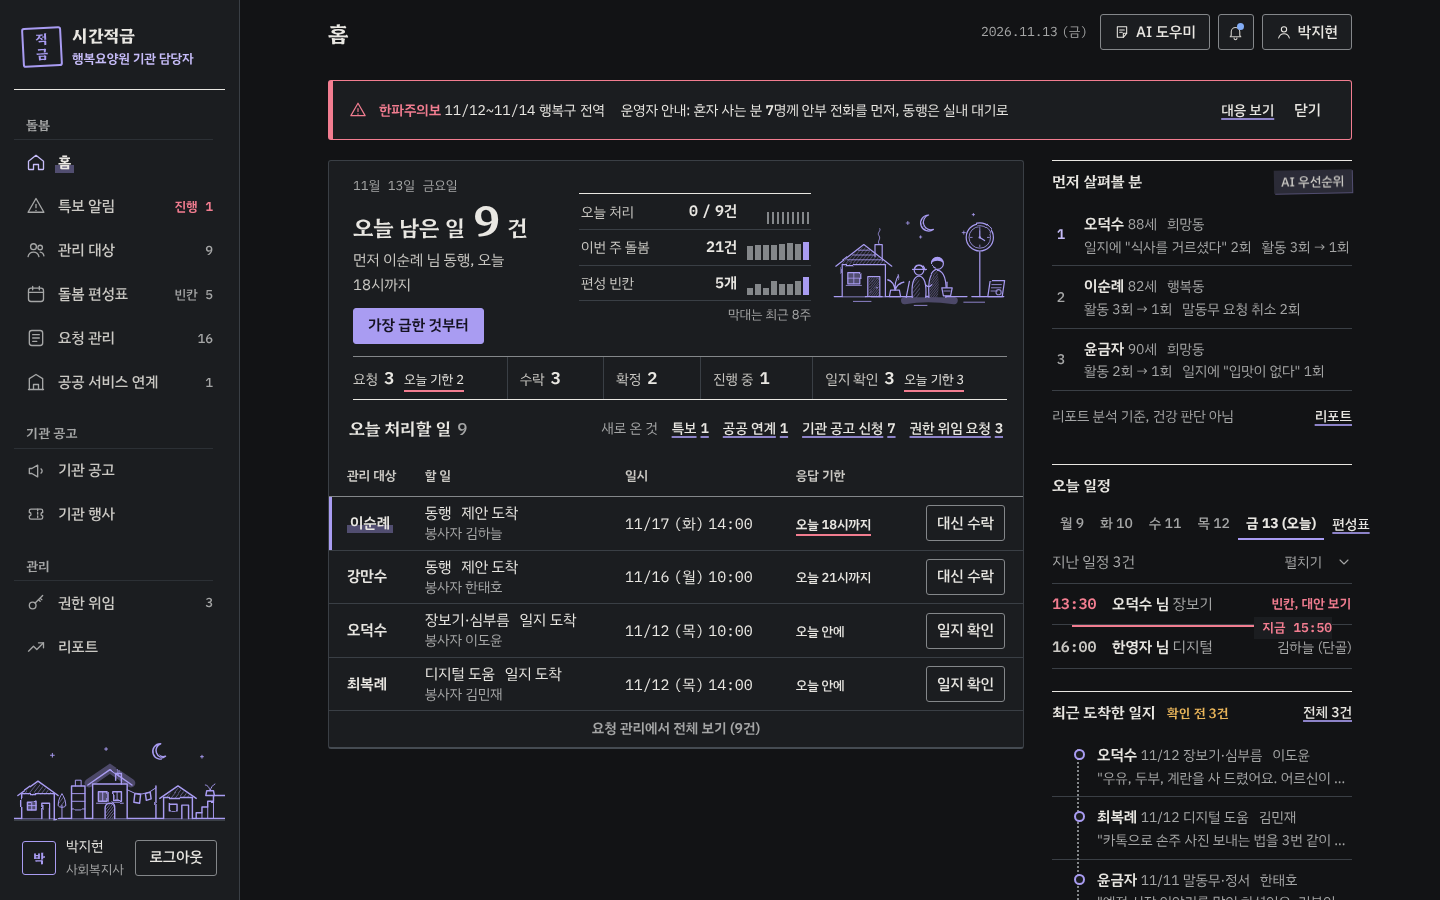 적금
시간적금
행복요양원 기관 담당자
돌봄
홈
특보 알림 진행 1
관리 대상 9
돌봄 편성표 빈칸 5
요청 관리 16
공공 서비스 연계 1
기관 공고
기관 공고
기관 행사
관리
권한 위임 3
리포트
박
박지현
사회복지사
로그아웃
홈
2026.11.13 (금)
AI 도우미
박지현
한파주의보 11/12~11/14 행복구 전역 운영자 안내: 혼자 사는 분 7명께 안부 전화를 먼저, 동행은 실내 대기로
대응 보기
닫기
11월 13일 금요일
오늘 남은 일 9 건
먼저 이순례 님 동행, 오늘
18시까지
가장 급한 것부터
오늘 처리 0 / 9건
이번 주 돌봄 21건
편성 빈칸 5개
막대는 최근 8주
요청 3 오늘 기한 2
수락 3
확정 2
진행 중 1
일지 확인 3 오늘 기한 3
오늘 처리할 일 9
새로 온 것 특보 1 공공 연계 1 기관 공고 신청 7 권한 위임 요청 3
관리 대상 할 일 일시 응답 기한
이순례 동행 제안 도착 11/17 (화) 14:00 오늘 18시까지 대신 수락
봉사자 김하늘
강만수 동행 제안 도착 11/16 (월) 10:00 오늘 21시까지 대신 수락
봉사자 한태호
오덕수 장보기·심부름 일지 도착 11/12 (목) 10:00 오늘 안에 일지 확인
봉사자 이도윤
최복례 디지털 도움 일지 도착 11/12 (목) 14:00 오늘 안에 일지 확인
봉사자 김민재
요청 관리에서 전체 보기 (9건)
먼저 살펴볼 분
AI 우선순위
1 오덕수 88세 희망동
일지에 "식사를 거르셨다" 2회 활동 3회 → 1회
2 이순례 82세 행복동
활동 3회 → 1회 말동무 요청 취소 2회
3 윤금자 90세 희망동
활동 2회 → 1회 일지에 "입맛이 없다" 1회
리포트 분석 기준, 건강 판단 아님
리포트
오늘 일정
월 9 화 10 수 11 목 12 금 13 (오늘) 편성표
지난 일정 3건 펼치기
13:30 오덕수 님 장보기 빈칸, 대안 보기
지금 15:50
16:00 한영자 님 디지털 김하늘 (단골)
최근 도착한 일지 확인 전 3건 전체 3건
오덕수 11/12 장보기·심부름 이도윤
"우유, 두부, 계란을 사 드렸어요. 어르신이 ...
최복례 11/12 디지털 도움 김민재
"카톡으로 손주 사진 보내는 법을 3번 같이 ...
윤금자 11/11 말동무·정서 한태호